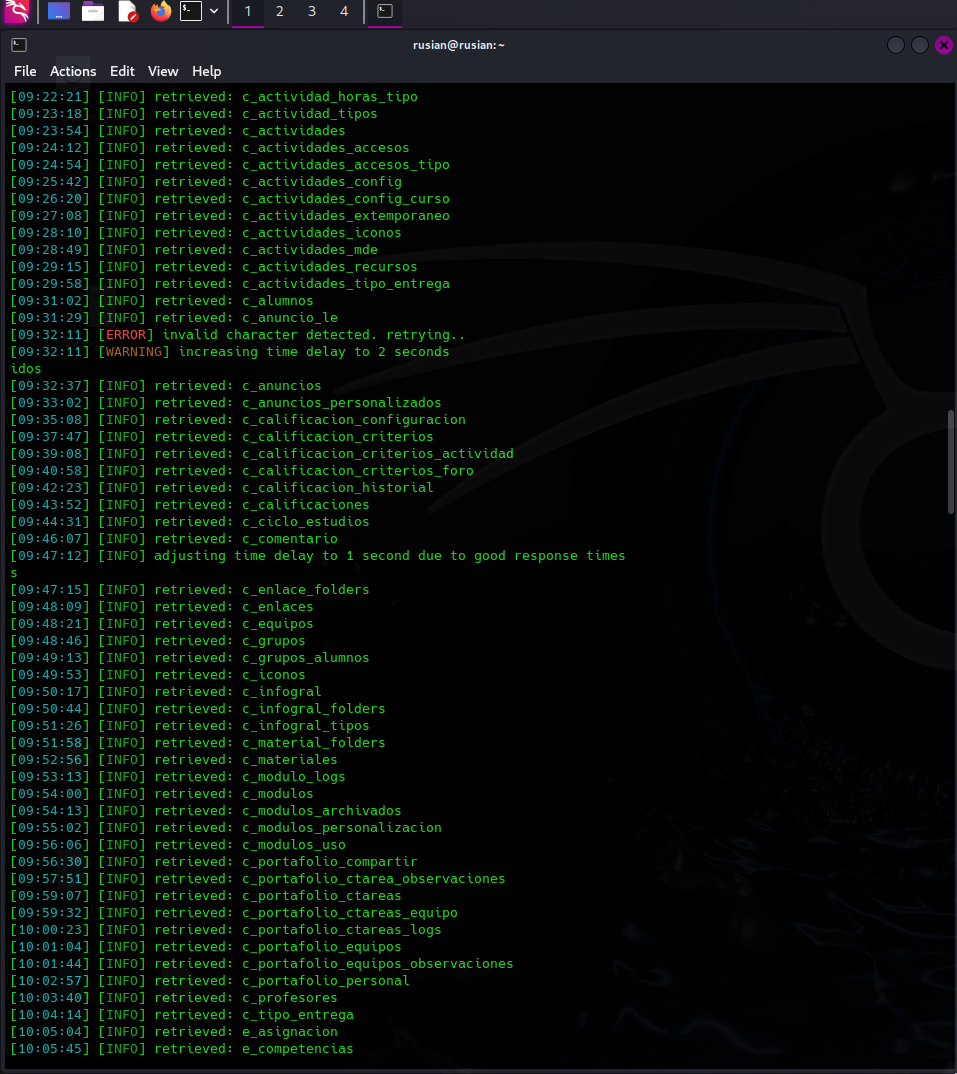 1 2 3 4
rusian@rusian: ~
File Actions Edit View Help
[09:22:21] [INFO] retrieved: c_actividad_horas_tipo
[09:23:18] [INFO] retrieved: c_actividad_tipos
[09:23:54] [INFO] retrieved: c_actividades
[09:24:12] [INFO] retrieved: c_actividades_accesos
[09:24:54] [INFO] retrieved: c_actividades_accesos_tipo
[09:25:42] [INFO] retrieved: c_actividades_config
[09:26:20] [INFO] retrieved: c_actividades_config_curso
[09:27:08] [INFO] retrieved: c_actividades_extemporaneo
[09:28:10] [INFO] retrieved: c_actividades_iconos
[09:28:49] [INFO] retrieved: c_actividades_mde
[09:29:15] [INFO] retrieved: c_actividades_recursos
[09:29:58] [INFO] retrieved: c_actividades_tipo_entrega
[09:31:02] [INFO] retrieved: c_alumnos
[09:31:29] [INFO] retrieved: c_anuncio_le
[09:32:11] [ERROR] invalid character detected. retrying..
[09:32:11] [WARNING] increasing time delay to 2 seconds
idos
[09:32:37] [INFO] retrieved: c_anuncios
[09:33:02] [INFO] retrieved: c_anuncios_personalizados
[09:35:08] [INFO] retrieved: c_calificacion_configuracion
[09:37:47] [INFO] retrieved: c_calificacion_criterios
[09:39:08] [INFO] retrieved: c_calificacion_criterios_actividad
[09:40:58] [INFO] retrieved: c_calificacion_criterios_foro
[09:42:23] [INFO] retrieved: c_calificacion_historial
[09:43:52] [INFO] retrieved: c_calificaciones
[09:44:31] [INFO] retrieved: c_ciclo_estudios
[09:46:07] [INFO] retrieved: c_comentario
[09:47:12] [INFO] adjusting time delay to 1 second due to good response times
s
[09:47:15] [INFO] retrieved: c_enlace_folders
[09:48:09] [INFO] retrieved: c_enlaces
[09:48:21] [INFO] retrieved: c_equipos
[09:48:46] [INFO] retrieved: c_grupos
[09:49:13] [INFO] retrieved: c_grupos_alumnos
[09:49:53] [INFO] retrieved: c_iconos
[09:50:17] [INFO] retrieved: c_infogral
[09:50:44] [INFO] retrieved: c_infogral_folders
[09:51:26] [INFO] retrieved: c_infogral_tipos
[09:51:58] [INFO] retrieved: c_material_folders
[09:52:56] [INFO] retrieved: c_materiales
[09:53:13] [INFO] retrieved: c_modulo_logs
[09:54:00] [INFO] retrieved: c_modulos
[09:54:13] [INFO] retrieved: c_modulos_archivados
[09:55:02] [INFO] retrieved: c_modulos_personalizacion
[09:56:06] [INFO] retrieved: c_modulos_uso
[09:56:30] [INFO] retrieved: c_portafolio_compartir
[09:57:51] [INFO] retrieved: c_portafolio_ctarea_observaciones
[09:59:07] [INFO] retrieved: c_portafolio_ctareas
[09:59:32] [INFO] retrieved: c_portafolio_ctareas_equipo
[10:00:23] [INFO] retrieved: c_portafolio_ctareas_logs
[10:01:04] [INFO] retrieved: c_portafolio_equipos
[10:01:44] [INFO] retrieved: c_portafolio_equipos_observaciones
[10:02:57] [INFO] retrieved: c_portafolio_personal
[10:03:40] [INFO] retrieved: c_profesores
[10:04:14] [INFO] retrieved: c_tipo_entrega
[10:05:04] [INFO] retrieved: e_asignacion
[10:05:45] [INFO] retrieved: e_competencias